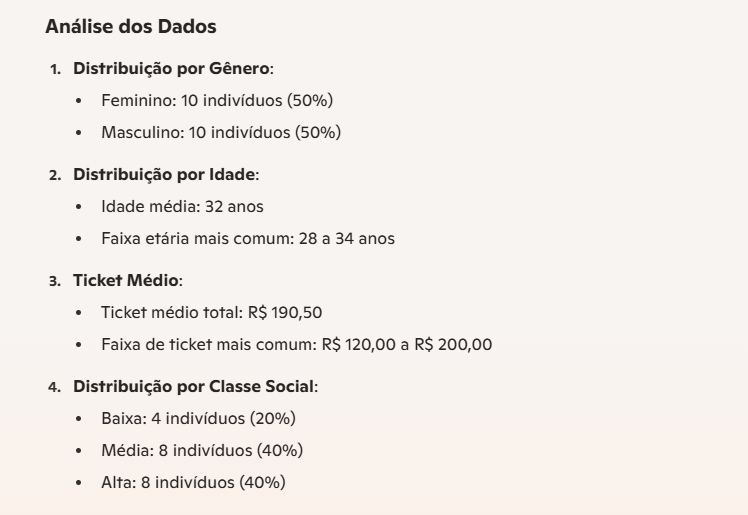 Análise dos Dados
1. Distribuição por Gênero:
• Feminino: 10 indivíduos (50%)
• Masculino: 10 indivíduos (50%)
2. Distribuição por Idade:
• Idade média: 32 anos
• Faixa etária mais comum: 28 a 34 anos
3. Ticket Médio:
• Ticket médio total: R$ 190,50
• Faixa de ticket mais comum: R$ 120,00 a R$ 200,00
4. Distribuição por Classe Social:
• Baixa: 4 indivíduos (20%)
• Média: 8 indivíduos (40%)
• Alta: 8 indivíduos (40%)